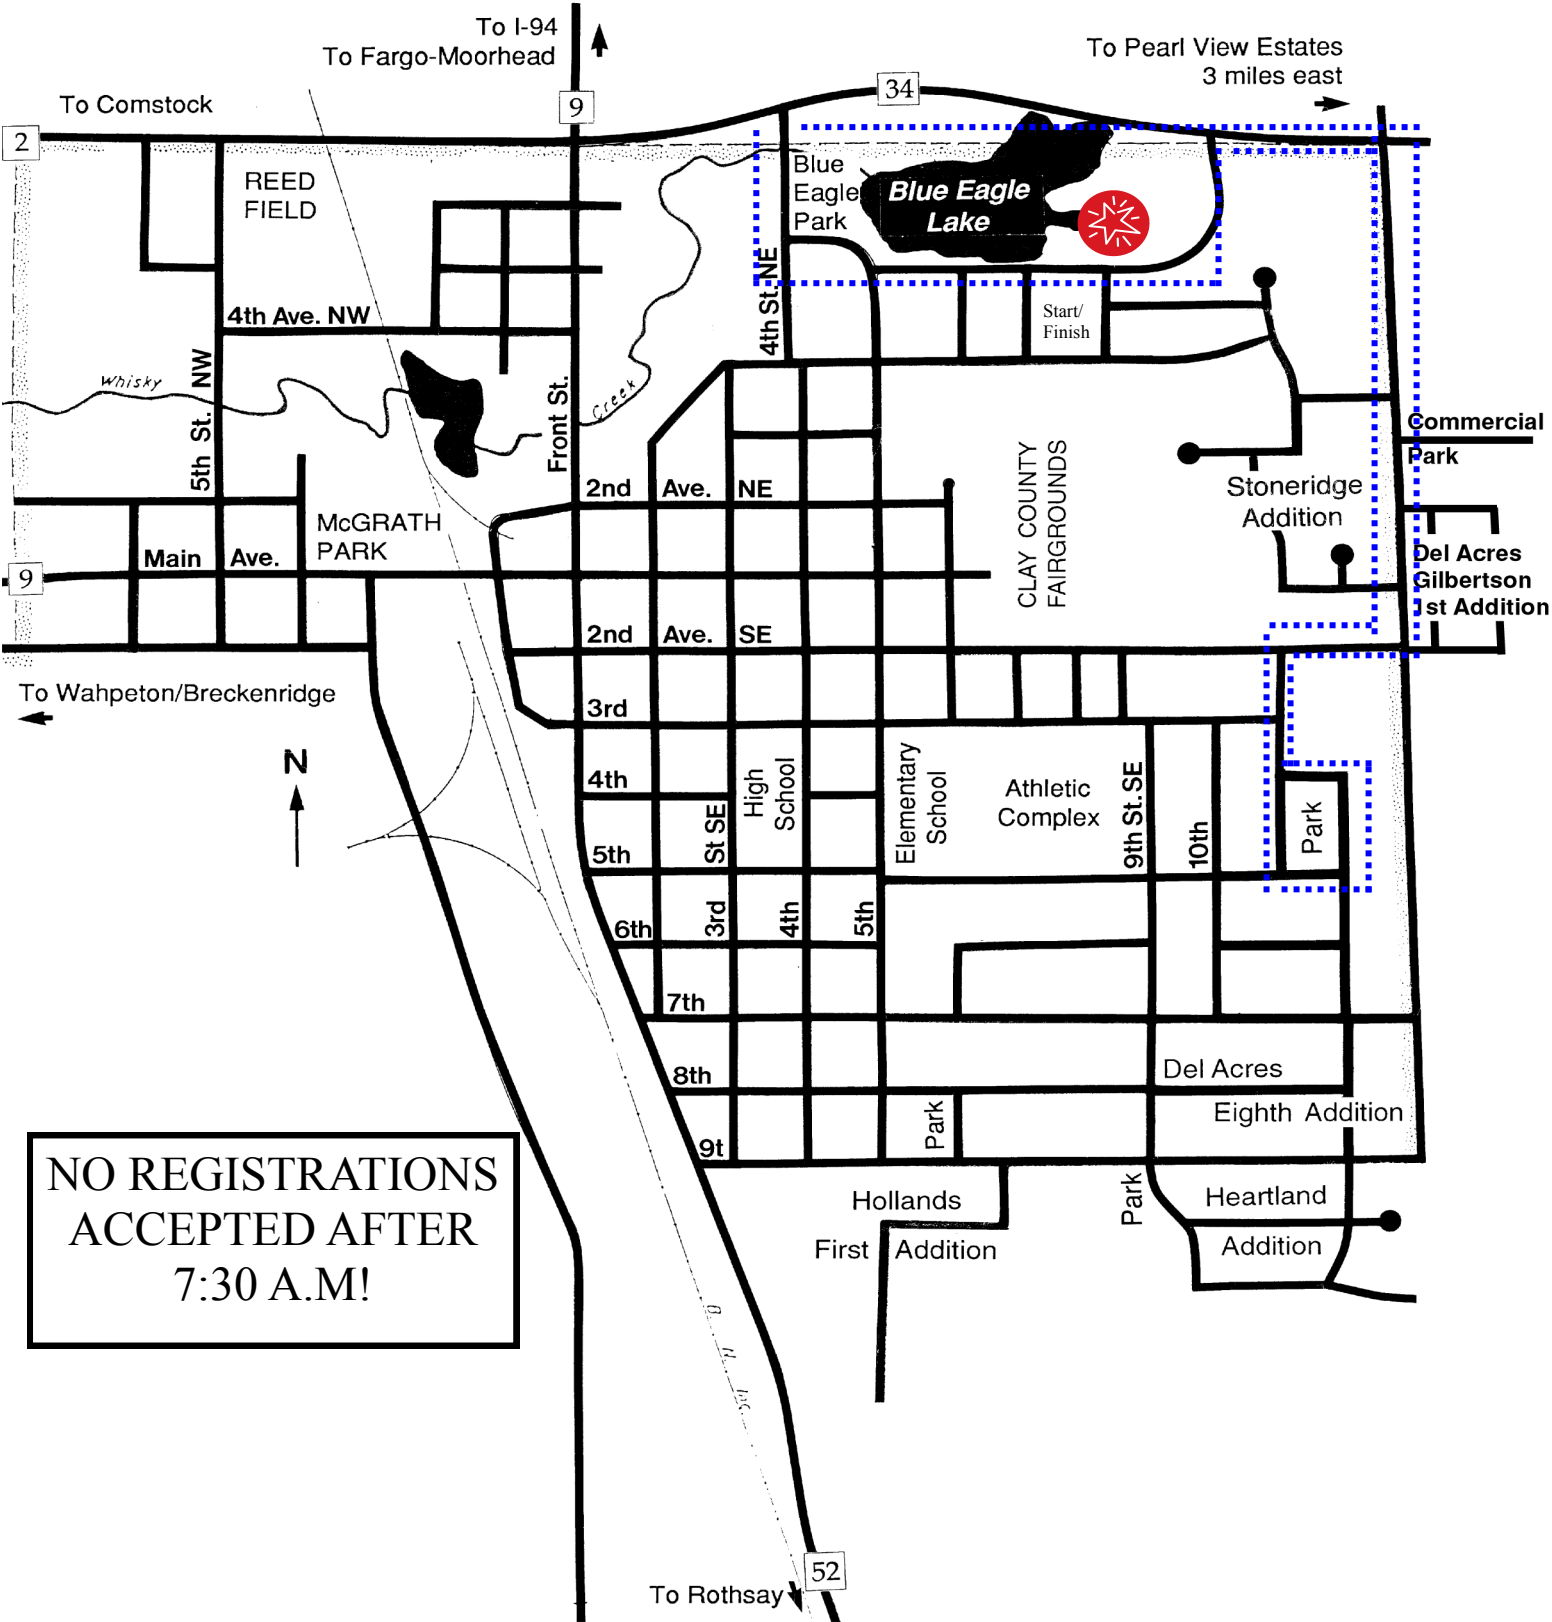 To I-94
To Fargo-Moorhead
9
34
To Pearl View Estates
3 miles east
To Comstock
2
REED
FIELD
Blue
Eagle
Park
Blue Eagle
Lake
4th St. NE
Start/
Finish
4th Ave. NW
5th St. NW
Whisky
Creek
Front St.
Commercial
Park
2nd Ave. NE
CLAY COUNTY
FAIRGROUNDS
Stoneridge
Addition
McGRATH
PARK
Main Ave.
9
Del Acres
Gilbertson
1st Addition
2nd Ave. SE
To Wahpeton/Breckenridge
3rd
N
4th
High
School
Elementary
School
Athletic
Complex
9th St. SE
10th
Park
5th
3rd St SE
4th
5th
6th
7th
8th
Del Acres
Eighth Addition
Park
9t
NO REGISTRATIONS
ACCEPTED AFTER
7:30 A.M!
Hollands
First Addition
Park
Heartland
Addition
52
To Rothsay